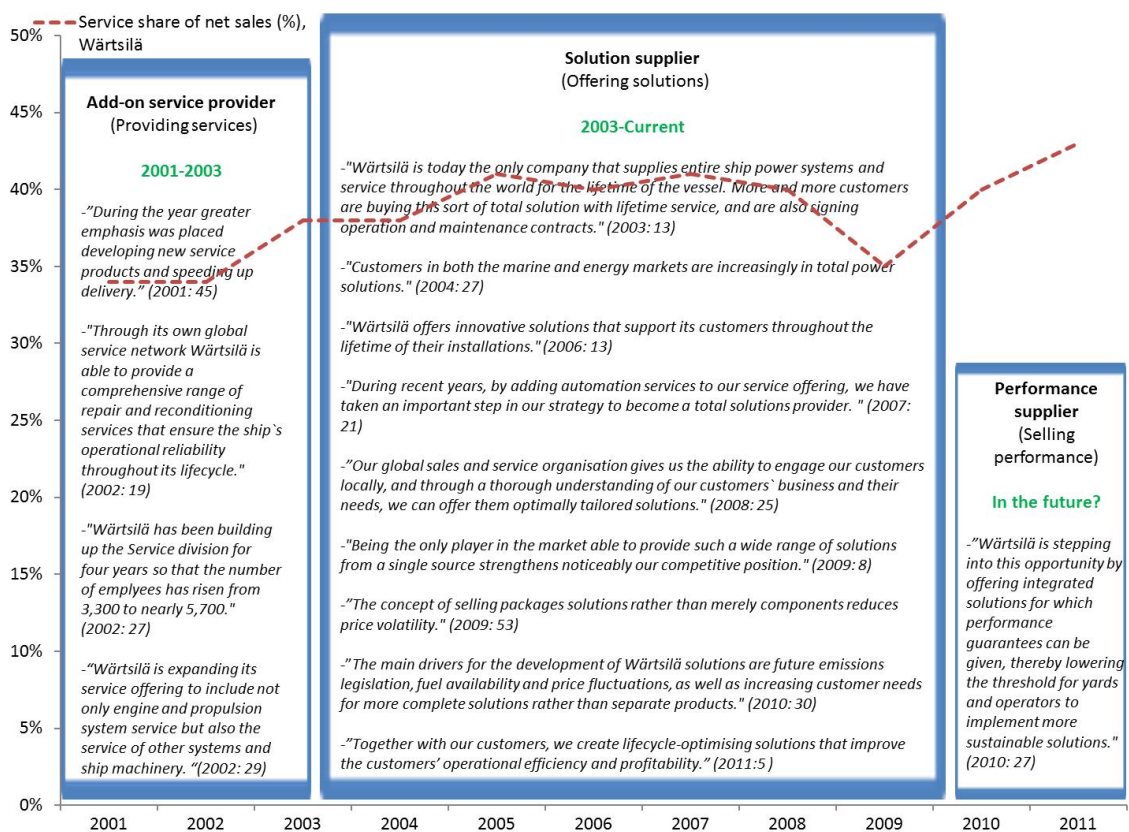 Service share of net sales (%),
Wärtsilä
50%
45%
40%
35%
30%
25%
20%
15%
10%
5%
0%
Add-on service provider
(Providing services)
2001-2003
-”During the year greater
emphasis was placed
developing new service
products and speeding up
delivery.” (2001: 45)
-"Through its own global
service network Wärtsilä is
able to provide a
comprehensive range of
repair and reconditioning
services that ensure the ship`s
operational reliability
throughout its lifecycle."
(2002: 19)
-"Wärtsilä has been building
up the Service division for
four years so that the number
of emplyees has risen from
3,300 to nearly 5,700."
(2002: 27)
-“Wärtsilä is expanding its
service offering to include not
only engine and propulsion
system service but also the
service of other systems and
ship machinery. “(2002: 29)
Solution supplier
(Offering solutions)
2003-Current
-"Wärtsilä is today the only company that supplies entire ship power systems and
service throughout the world for the lifetime of the vessel. More and more customers
are buying this sort of total solution with lifetime service, and are also signing
operation and maintenance contracts." (2003: 13)
-"Customers in both the marine and energy markets are increasingly in total power
solutions." (2004: 27)
-"Wärtsilä offers innovative solutions that support its customers throughout the
lifetime of their installations." (2006: 13)
-"During recent years, by adding automation services to our service offering, we have
taken an important step in our strategy to become a total solutions provider. " (2007:
21)
-”Our global sales and service organisation gives us the ability to engage our customers
locally, and through a thorough understanding of our customers` business and their
needs, we can offer them optimally tailored solutions." (2008: 25)
-"Being the only player in the market able to provide such a wide range of solutions
from a single source strengthens noticeably our competitive position." (2009: 8)
-”The concept of selling packages solutions rather than merely components reduces
price volatility." (2009: 53)
-”The main drivers for the development of Wärtsilä solutions are future emissions
legislation, fuel availability and price fluctuations, as well as increasing customer needs
for more complete solutions rather than separate products." (2010: 30)
-”Together with our customers, we create lifecycle-optimising solutions that improve
the customers’ operational efficiency and profitability.” (2011:5 )
Performance
supplier
(Selling
performance)
In the future?
-”Wärtsilä is stepping
into this opportunity by
offering integrated
solutions for which
performance
guarantees can be
given, thereby lowering
the threshold for yards
and operators to
implement more
sustainable solutions."
(2010: 27)
2001 2002 2003 2004 2005 2006 2007 2008 2009 2010 2011